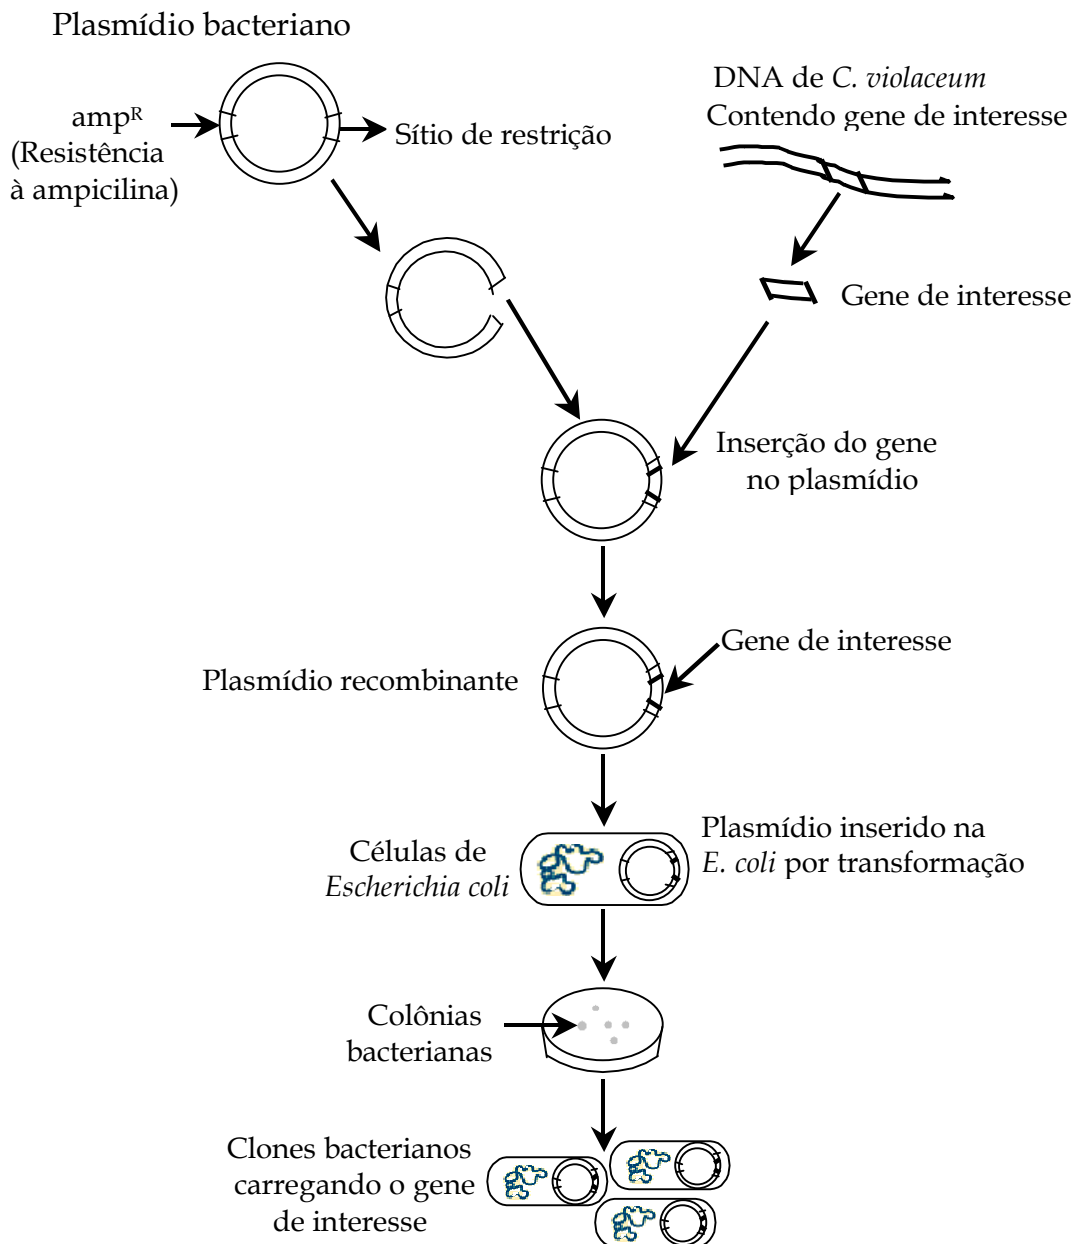 Plasmídio bacteriano
DNA de C. violaceum
Contendo gene de interesse
ampR
(Resistência
à ampicilina)
Sítio de restrição
Gene de interesse
Inserção do gene
no plasmídio
Gene de interesse
Plasmídio recombinante
Plasmídio inserido na
E. coli por transformação
Células de
Escherichia coli
Colônias
bacterianas
Clones bacterianos
carregando o gene
de interesse